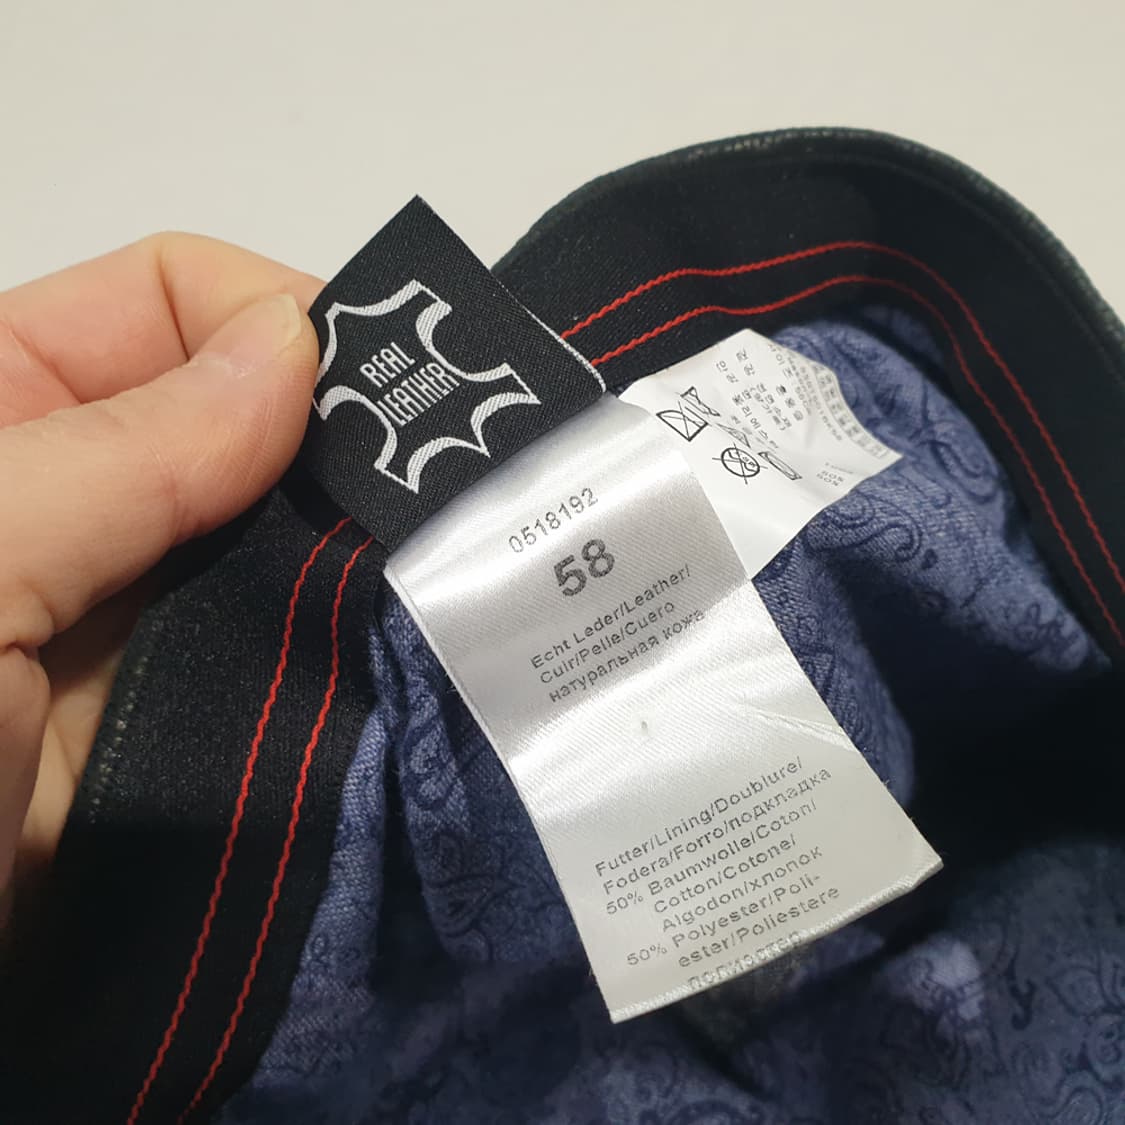 REAL
LEATHER
0518192
58
Echt Leder/Leather/
Cuir/Pelle/Cuero
натуральная кожа
Futter/Lining/Doublure/
Fodera/Forro/подкладка
50% Baumwolle/Coton/
Cotton/Cotone/
Algodon/хлопок
50% Polyester/Poli-
ester/Poliestere
полиэстер